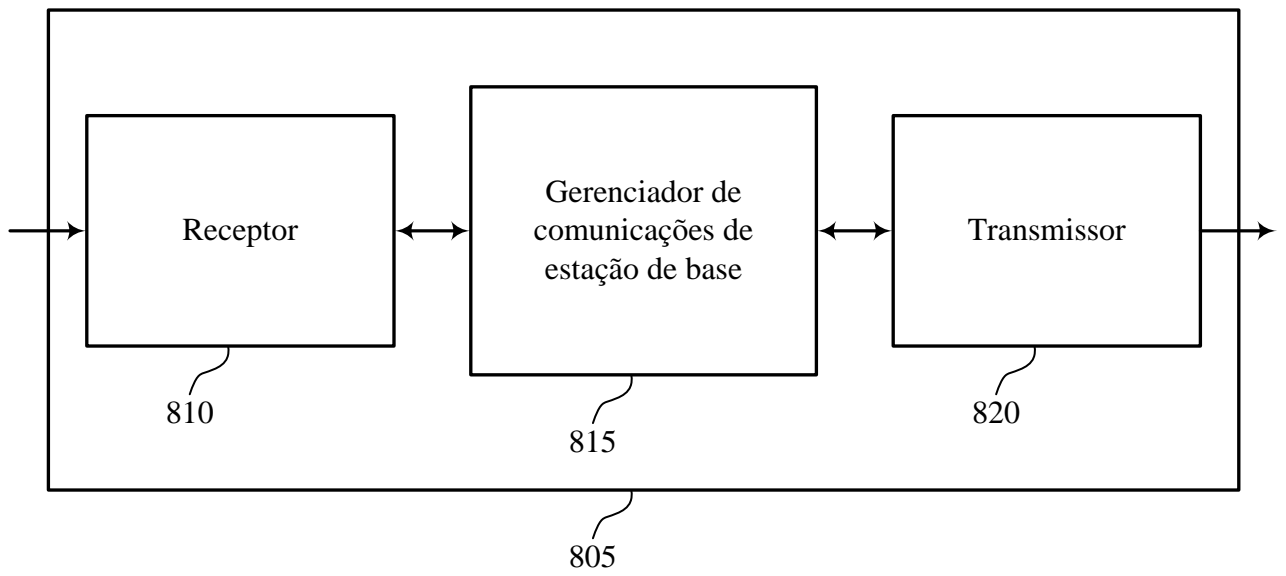 Receptor
Gerenciador de
comunicações de
estação de base
Transmissor
810
815
820
805